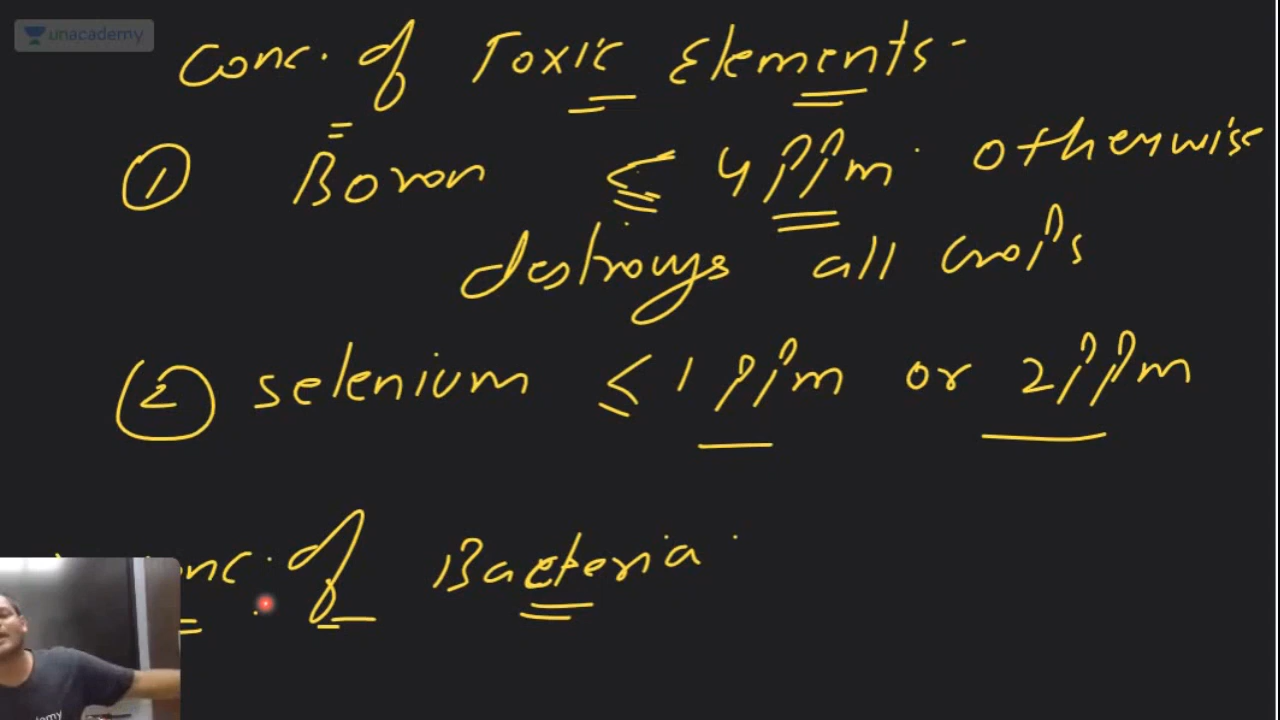 unacademy
Conc. of Toxic Elements -
① Boron ≤ 4 PPm. otherwise
destroys all crops
② selenium ≤ 1 PPm or 2 PPm
of Bacteria